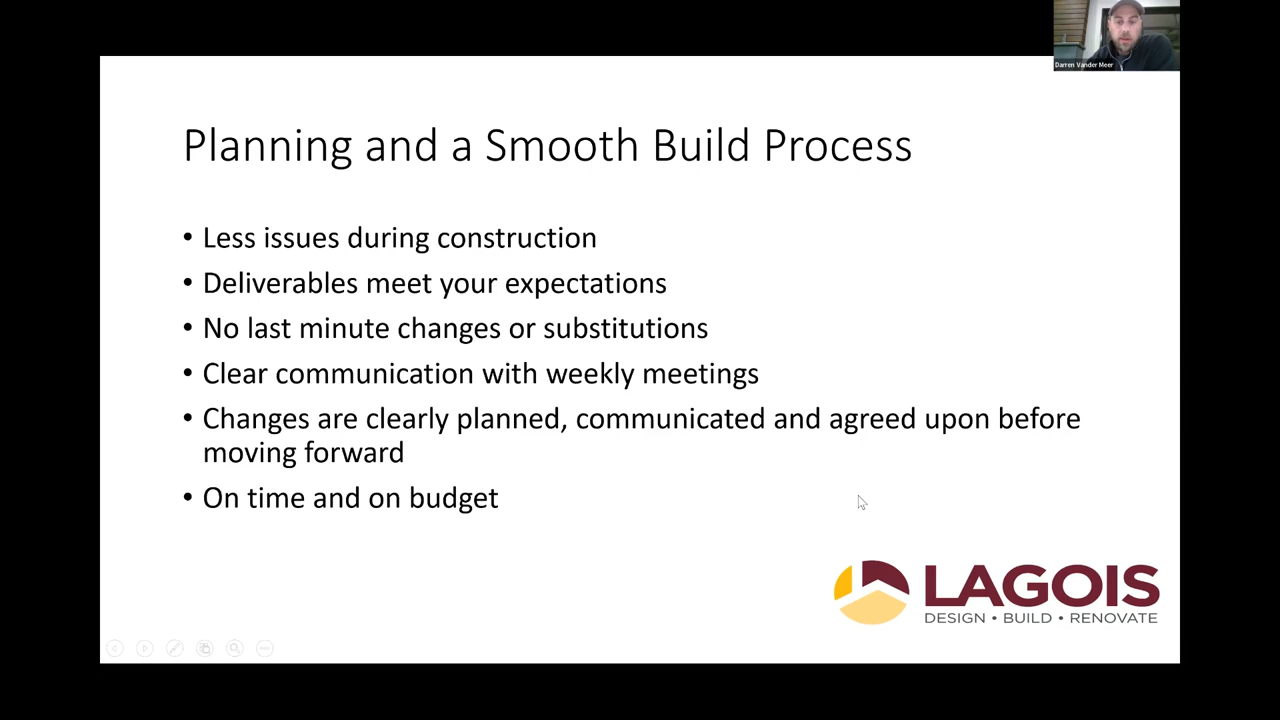 Darren Vander Meer
Planning and a Smooth Build Process
• Less issues during construction
• Deliverables meet your expectations
• No last minute changes or substitutions
• Clear communication with weekly meetings
• Changes are clearly planned, communicated and agreed upon before
moving forward
• On time and on budget
LAGOIS
DESIGN • BUILD • RENOVATE